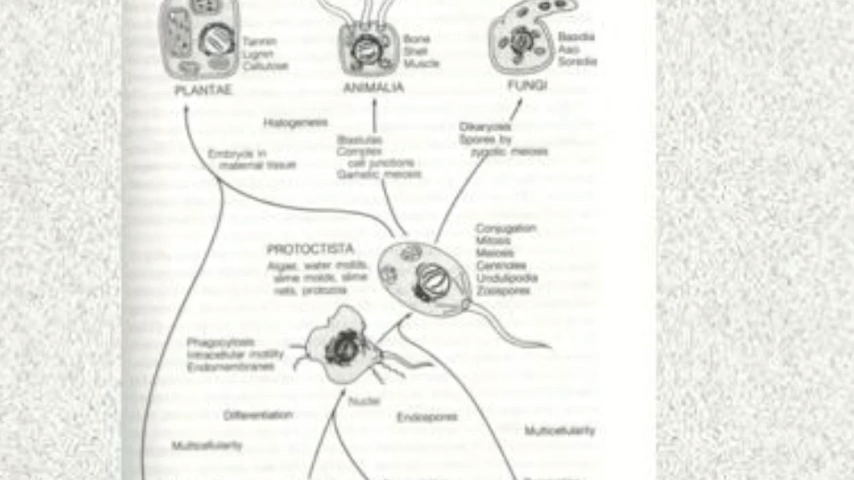 Tannin
Lignin
Cellulose
PLANTAE
Bone
Shell
Muscle
ANIMALIA
Basidia
Asci
Soredia
FUNGI
Histogenesis
Embryos in
maternal tissue
Blastulas
Complex
cell junctions
Gametic meiosis
Dikaryosis
Spores by
zygotic meiosis
PROTOCTISTA
Algae, water molds,
slime molds, slime
nets, protozoa
Conjugation
Mitosis
Meiosis
Centrioles
Undulipodia
Zoospores
Phagocytosis
Intracellular motility
Endomembranes
Nuclei
Differentiation
Endospores
Multicellularity
Multicellularity